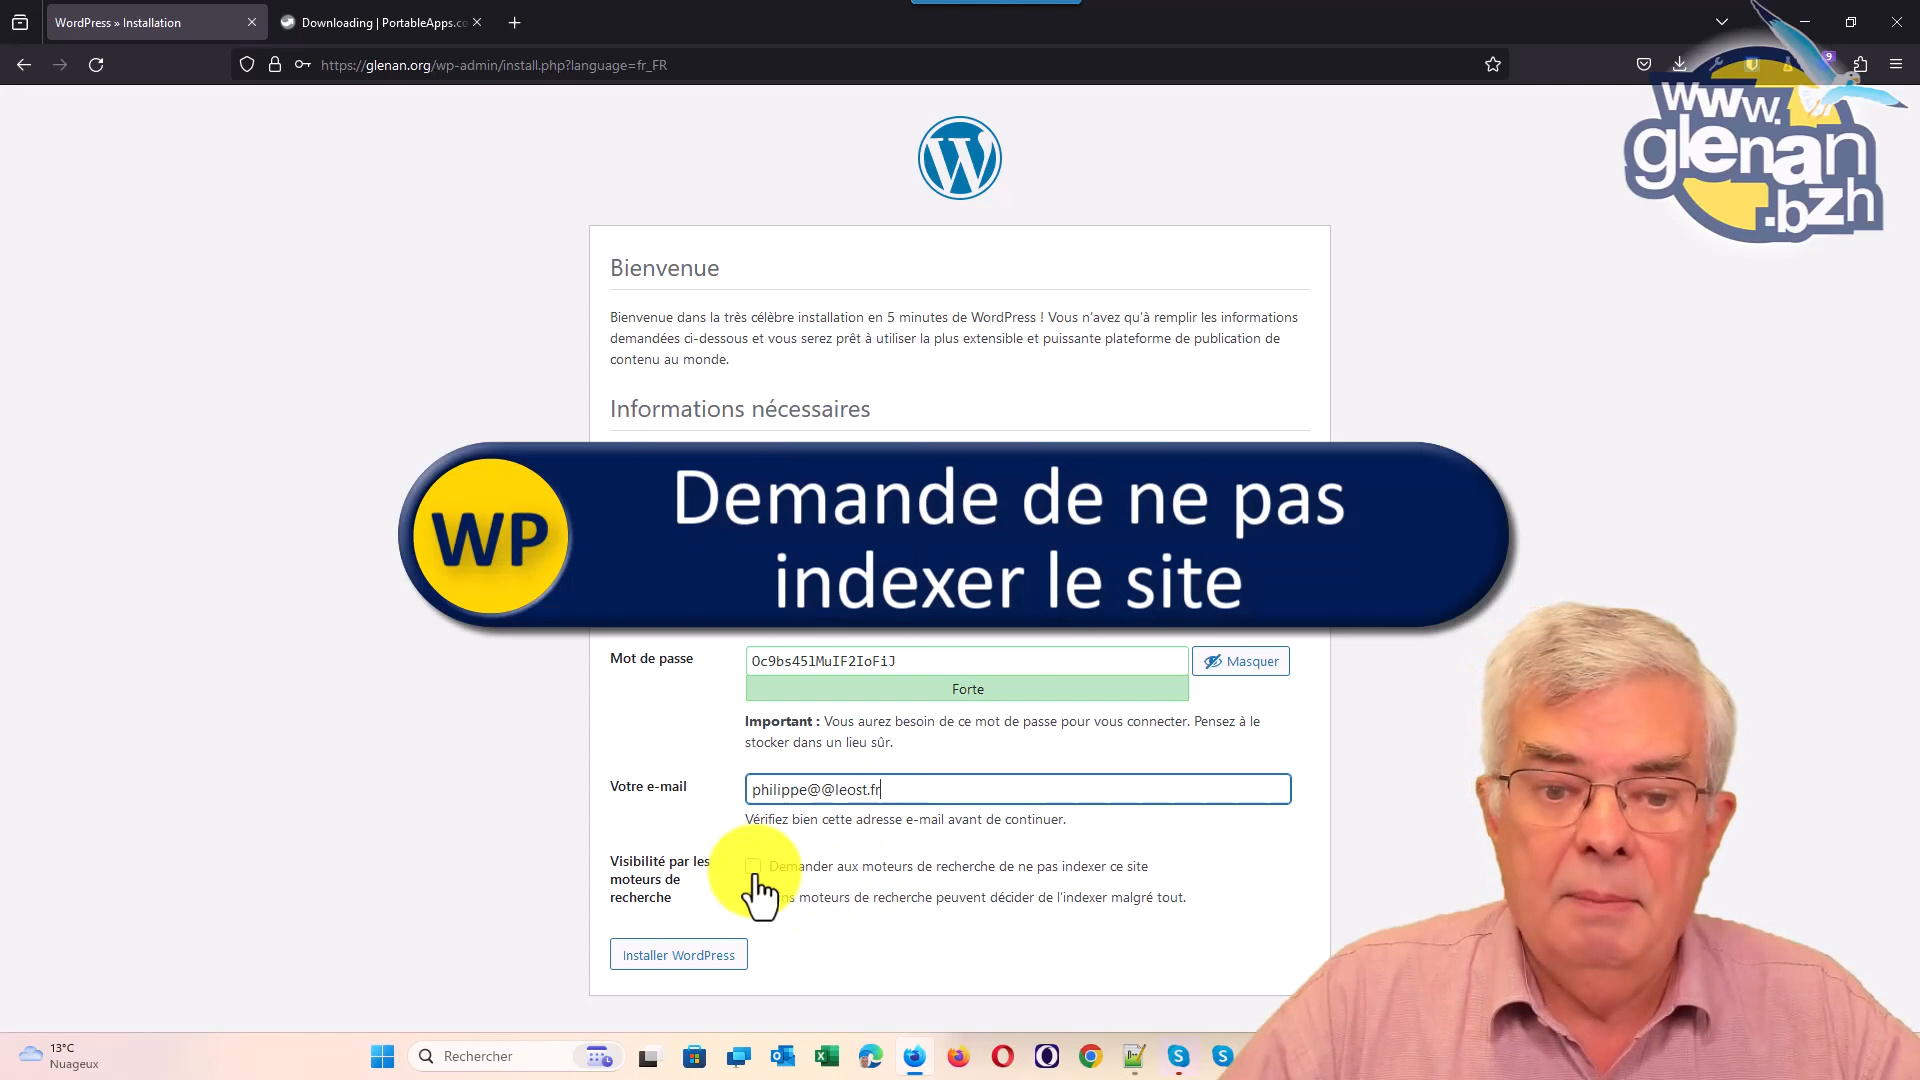 WordPress » Installation
Downloading | PortableApps.co
https://glenan.org/wp-admin/install.php?language=fr_FR
9
www.
glenan
.bzh
Bienvenue
Bienvenue dans la très célèbre installation en 5 minutes de WordPress ! Vous n’avez qu’à remplir les informations
demandées ci-dessous et vous serez prêt à utiliser la plus extensible et puissante plateforme de publication de
contenu au monde.
Informations nécessaires
WP
Demande de ne pas
indexer le site
Mot de passe
Oc9bs45lMuIF2IoFiJ
Masquer
Forte
Important : Vous aurez besoin de ce mot de passe pour vous connecter. Pensez à le
stocker dans un lieu sûr.
Votre e-mail
philippe@@leost.fr
Vérifiez bien cette adresse e-mail avant de continuer.
Visibilité par les
moteurs de
recherche
Demander aux moteurs de recherche de ne pas indexer ce site
moteurs de recherche peuvent décider de l’indexer malgré tout.
Installer WordPress
13°C
Nuageux
Rechercher